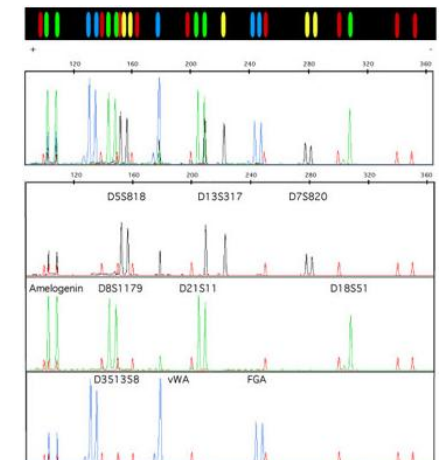 + -
120 160 200 240 280 320 360
120 160 200 240 280 320 360
D5S818 D13S317 D7S820
Amelogenin D8S1179 D21S11 D18S51
D351358 vWA FGA